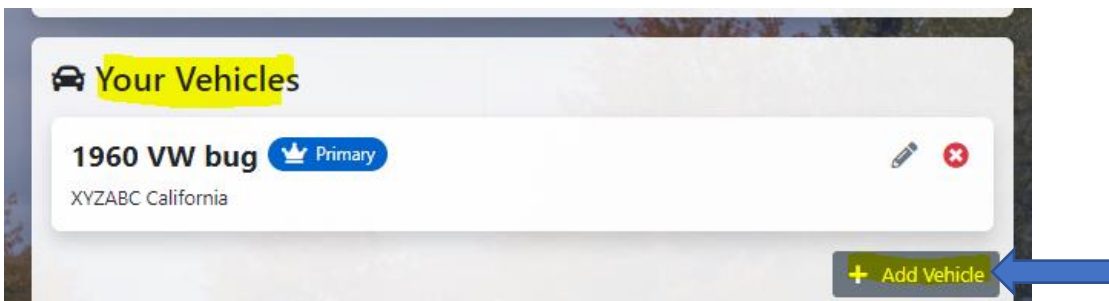 Your Vehicles
1960 VW bug Primary
XYZABC California
+ Add Vehicle